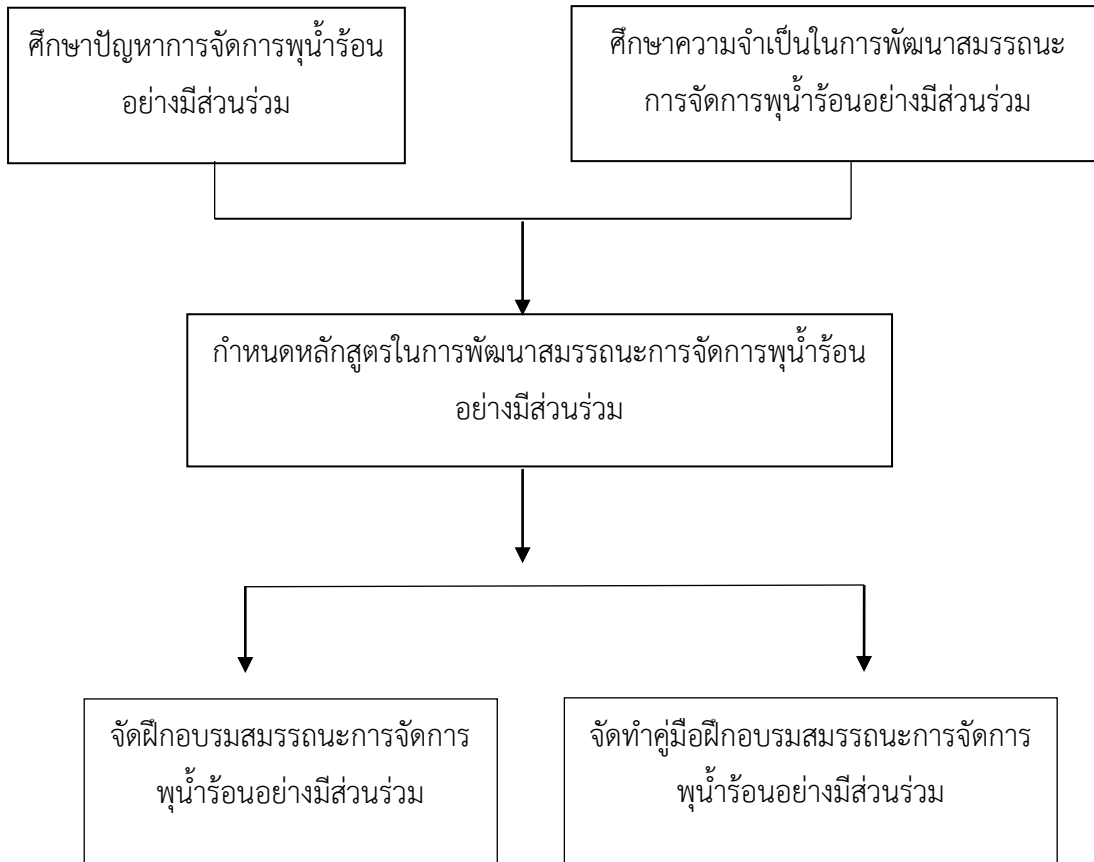 ศึกษาปัญหาการจัดการพุน้ำร้อน
อย่างมีส่วนร่วม
ศึกษาความจำเป็นในการพัฒนาสมรรถนะ
การจัดการพุน้ำร้อนอย่างมีส่วนร่วม
กำหนดหลักสูตรในการพัฒนาสมรรถนะการจัดการพุน้ำร้อน
อย่างมีส่วนร่วม
จัดฝึกอบรมสมรรถนะการจัดการ
พุน้ำร้อนอย่างมีส่วนร่วม
จัดทำคู่มือฝึกอบรมสมรรถนะการจัดการ
พุน้ำร้อนอย่างมีส่วนร่วม